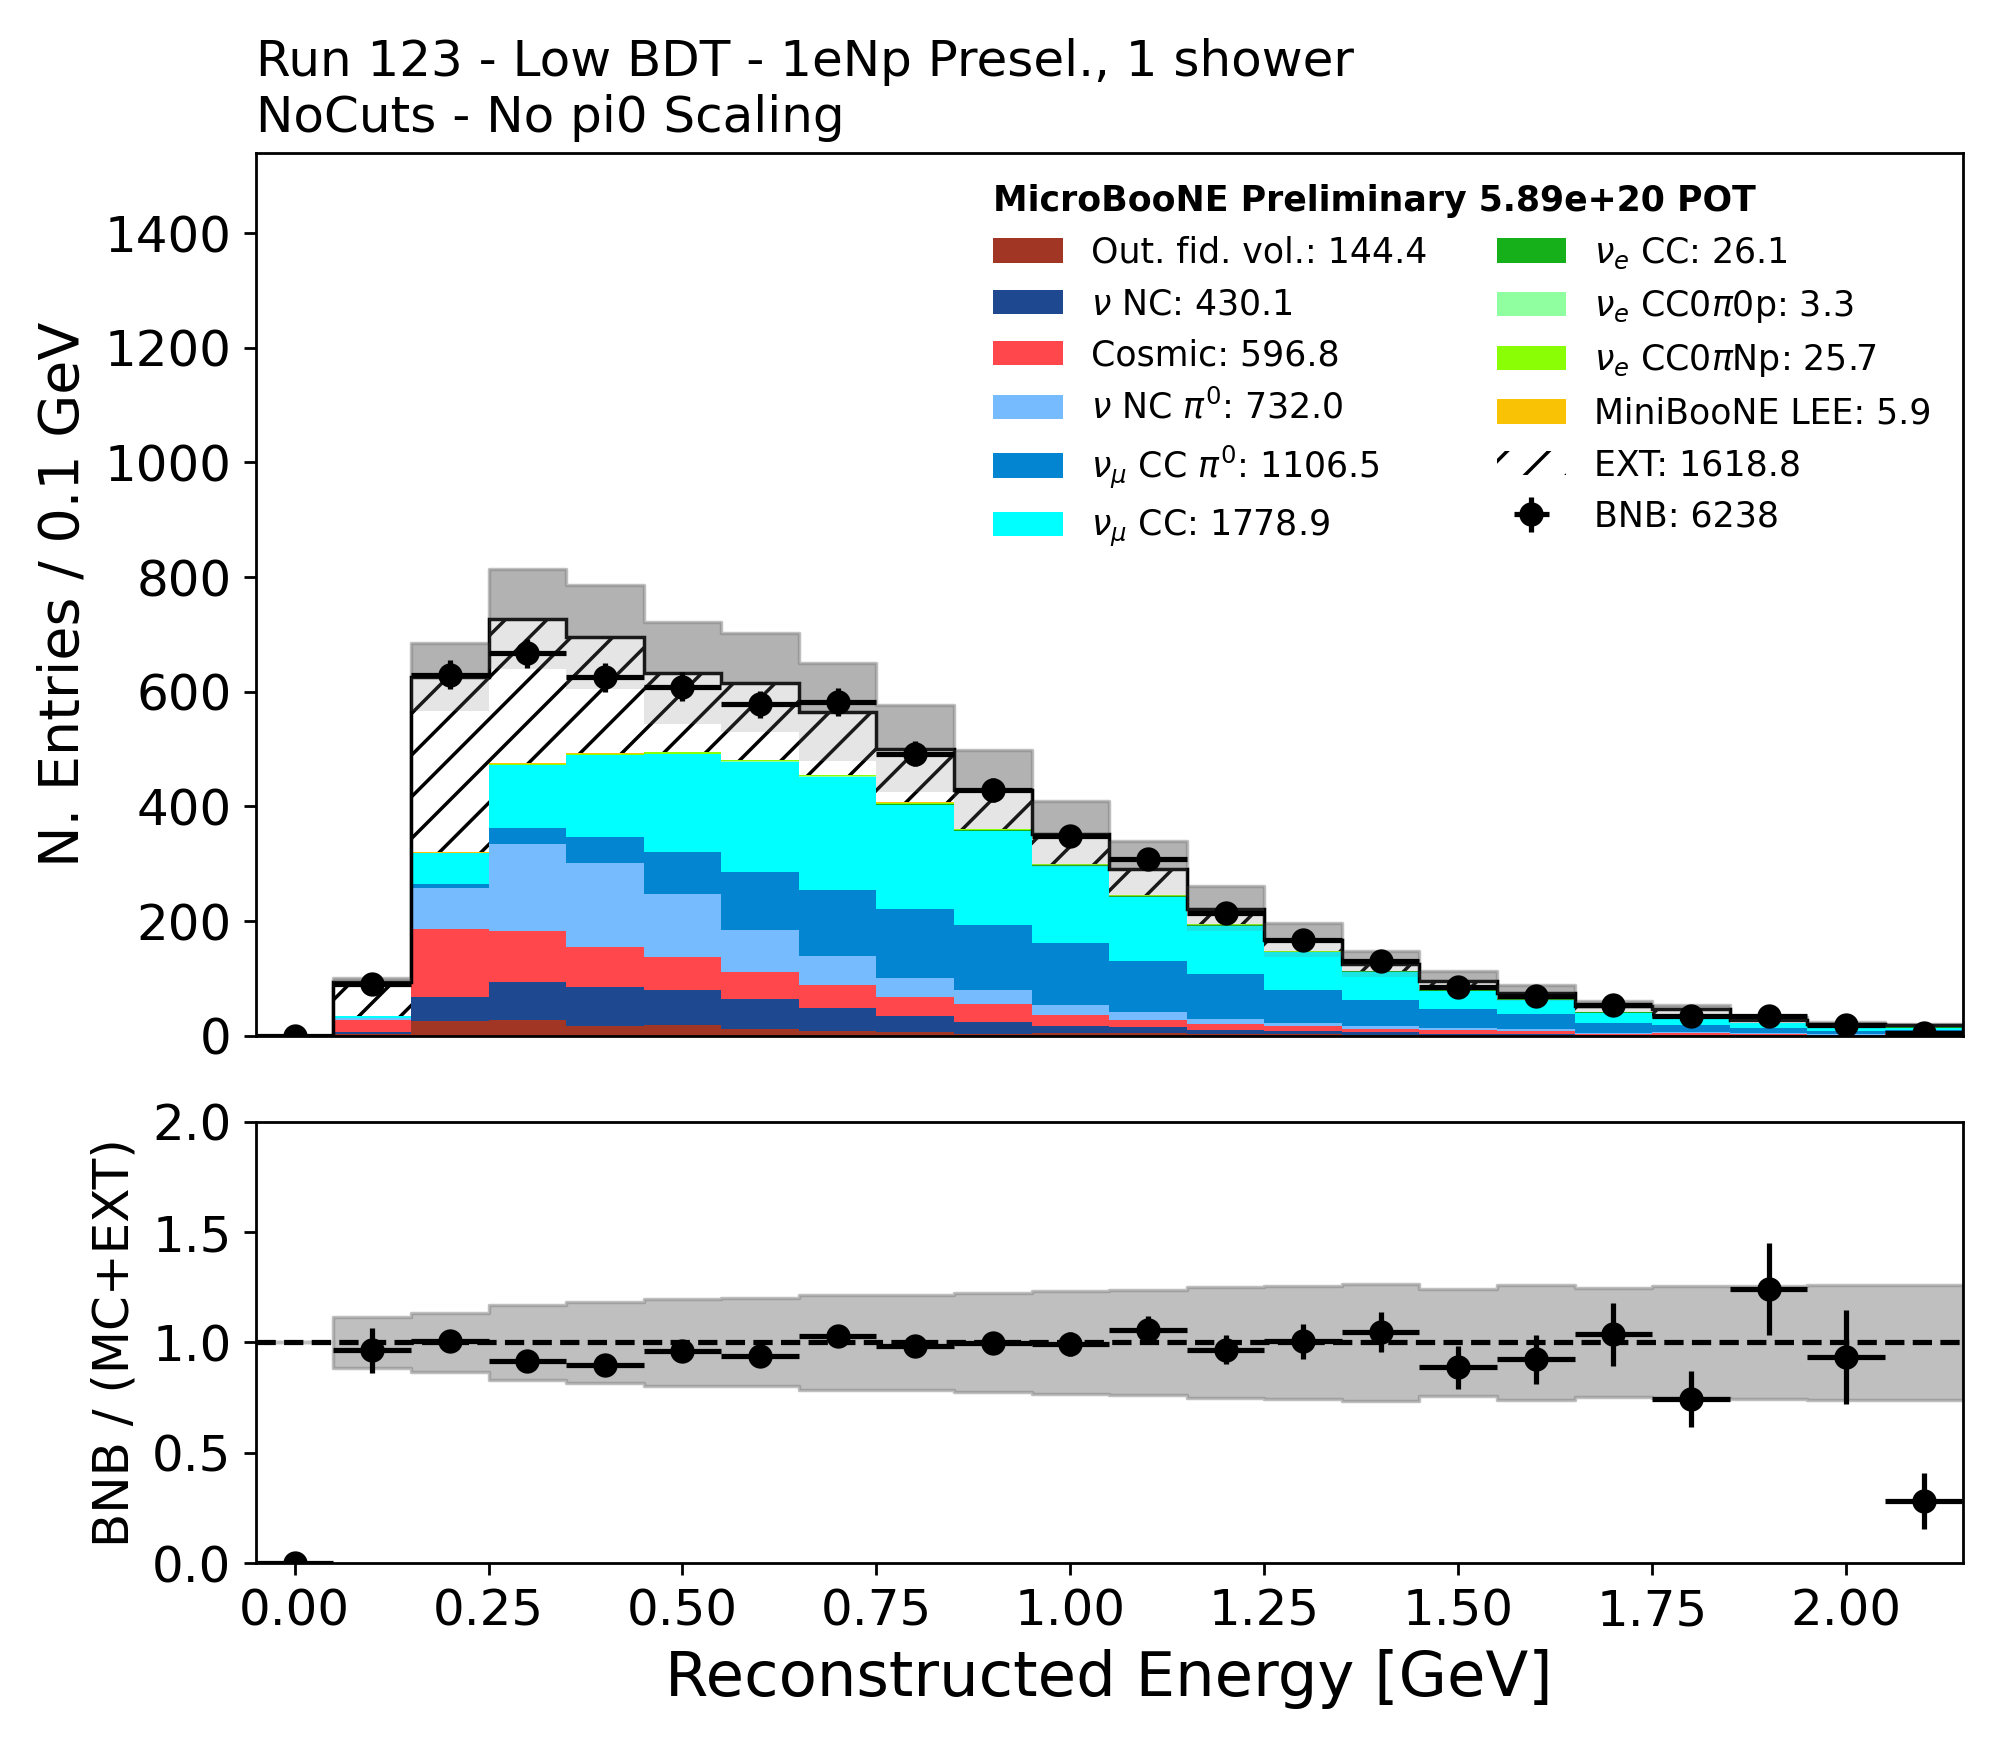 Run 123 - Low BDT - 1eNp Presel., 1 shower
NoCuts - No pi0 Scaling
MicroBooNE Preliminary 5.89e+20 POT
Out. fid. vol.: 144.4
ν NC: 430.1
Cosmic: 596.8
ν NC π⁰: 732.0
ν_μ CC π⁰: 1106.5
ν_μ CC: 1778.9
ν_e CC: 26.1
ν_e CC0π0p: 3.3
ν_e CC0πNp: 25.7
MiniBooNE LEE: 5.9
EXT: 1618.8
BNB: 6238
N. Entries / 0.1 GeV
1400
1200
1000
800
600
400
200
0
BNB / (MC+EXT)
2.0
1.5
1.0
0.5
0.0
0.00 0.25 0.50 0.75 1.00 1.25 1.50 1.75 2.00
Reconstructed Energy [GeV]